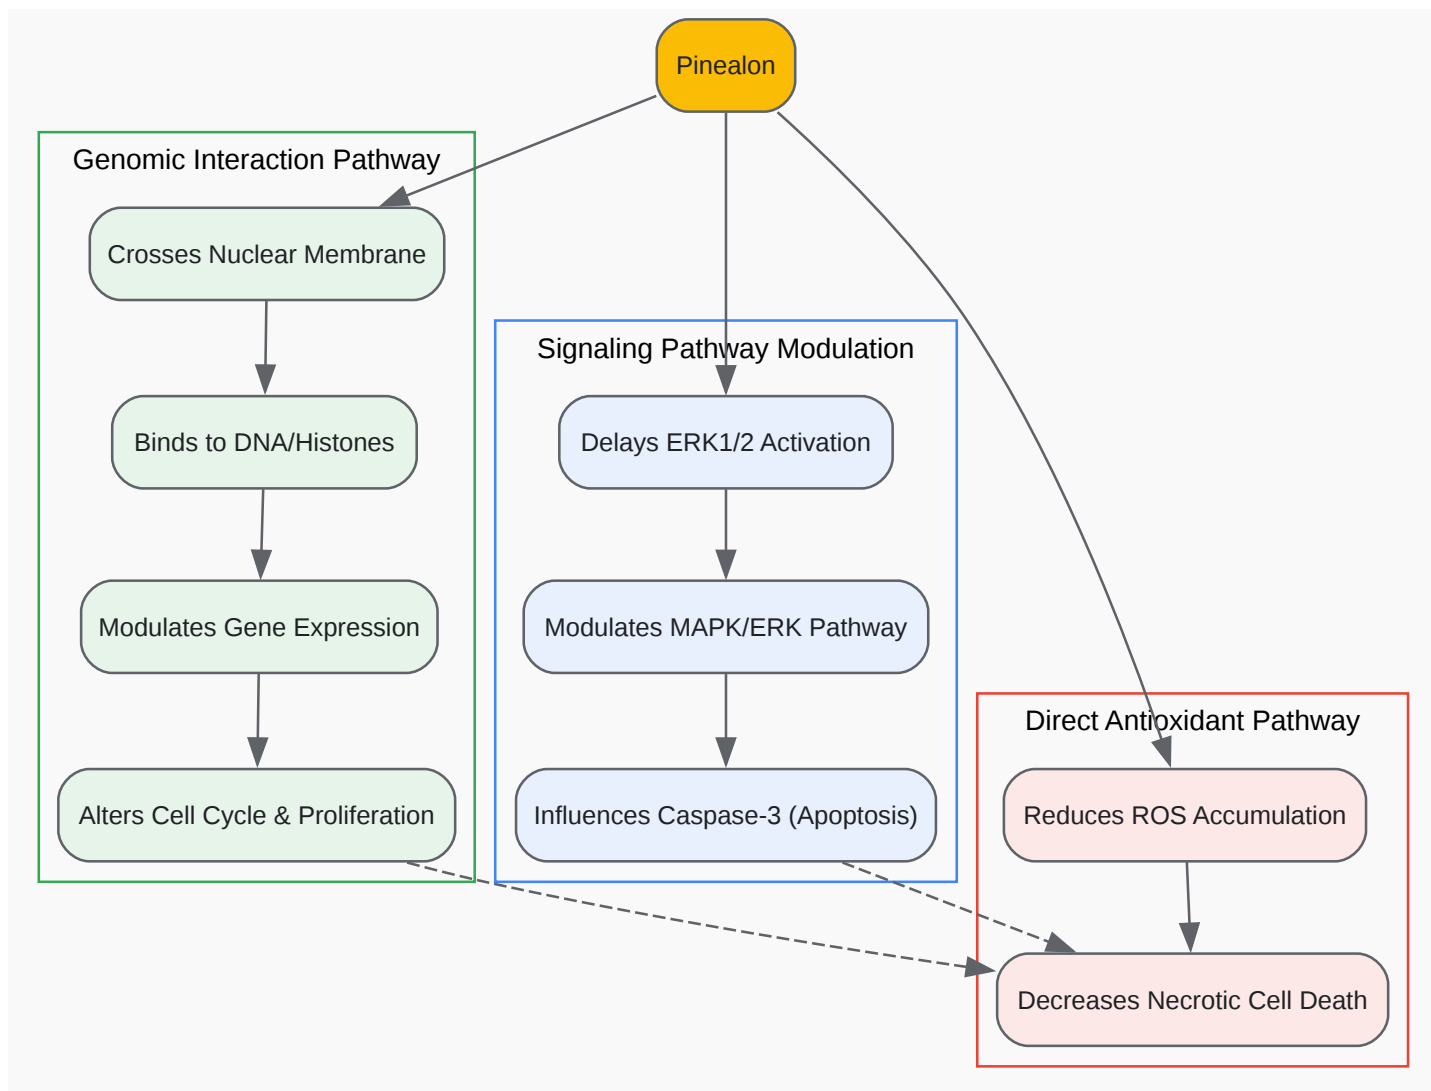 Pinealon
Genomic Interaction Pathway
Crosses Nuclear Membrane
Binds to DNA/Histones
Modulates Gene Expression
Alters Cell Cycle & Proliferation
Signaling Pathway Modulation
Delays ERK1/2 Activation
Modulates MAPK/ERK Pathway
Influences Caspase-3 (Apoptosis)
Direct Antioxidant Pathway
Reduces ROS Accumulation
Decreases Necrotic Cell Death